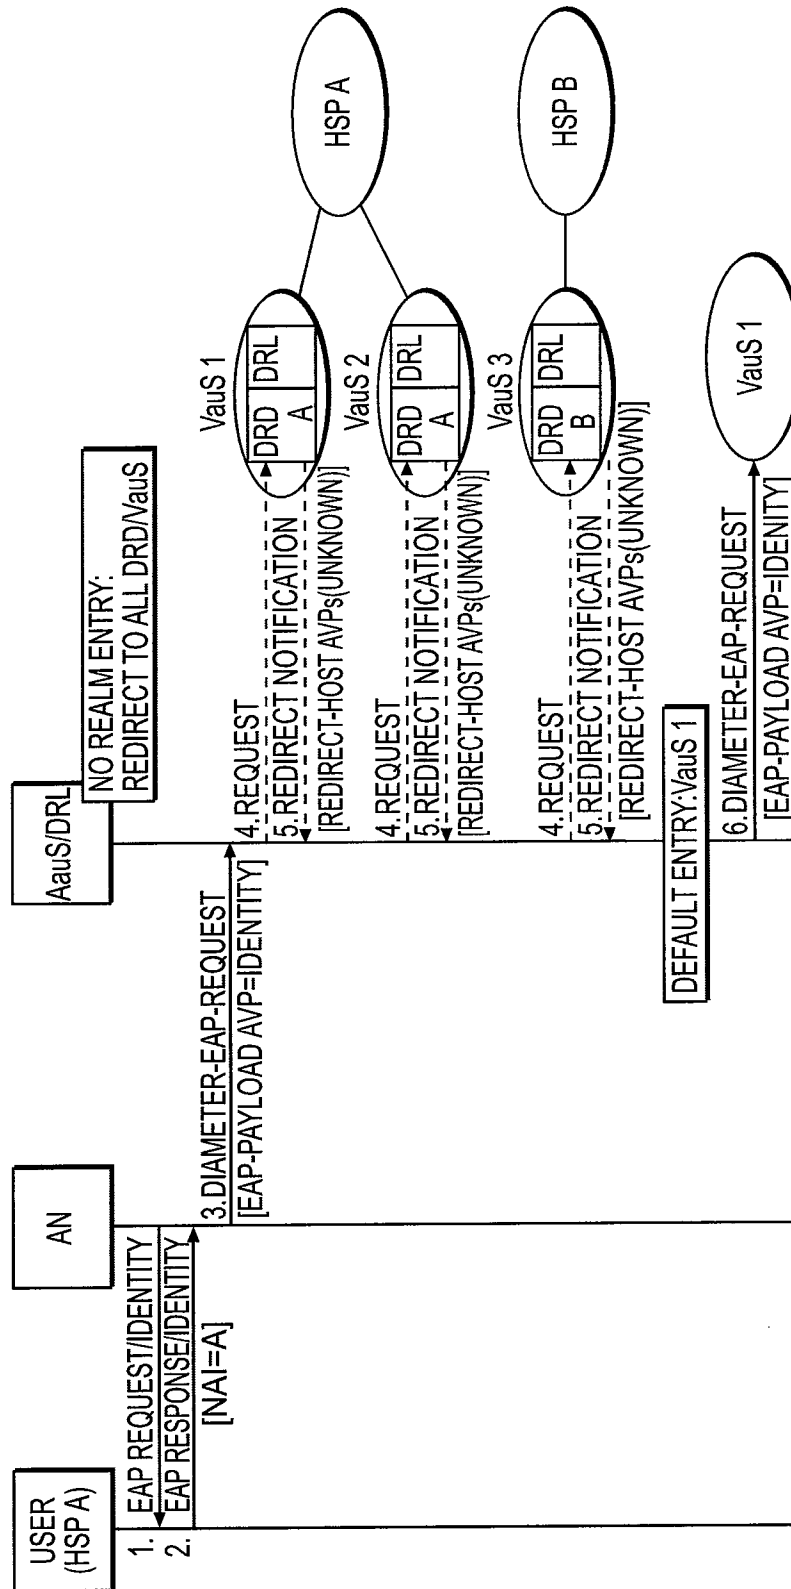 USER
(HSP A)
AN
AauS/DRL
NO REALM ENTRY:
REDIRECT TO ALL DRD/VauS
1.
EAP REQUEST/IDENTITY
2.
EAP RESPONSE/IDENTITY
[NAI=A]
3.DIAMETER-EAP-REQUEST
[EAP-PAYLOAD AVP=IDENTITY]
VauS 1
DRD
A
DRL
4.REQUEST
5.REDIRECT NOTIFICATION
[REDIRECT-HOST AVPs(UNKNOWN)]
HSP A
VauS 2
DRD
A
DRL
4.REQUEST
5.REDIRECT NOTIFICATION
[REDIRECT-HOST AVPs(UNKNOWN)]
VauS 3
DRD
B
DRL
4.REQUEST
5.REDIRECT NOTIFICATION
[REDIRECT-HOST AVPs(UNKNOWN)]
HSP B
DEFAULT ENTRY:VauS 1
6.DIAMETER-EAP-REQUEST
[EAP-PAYLOAD AVP=IDENITY]
VauS 1